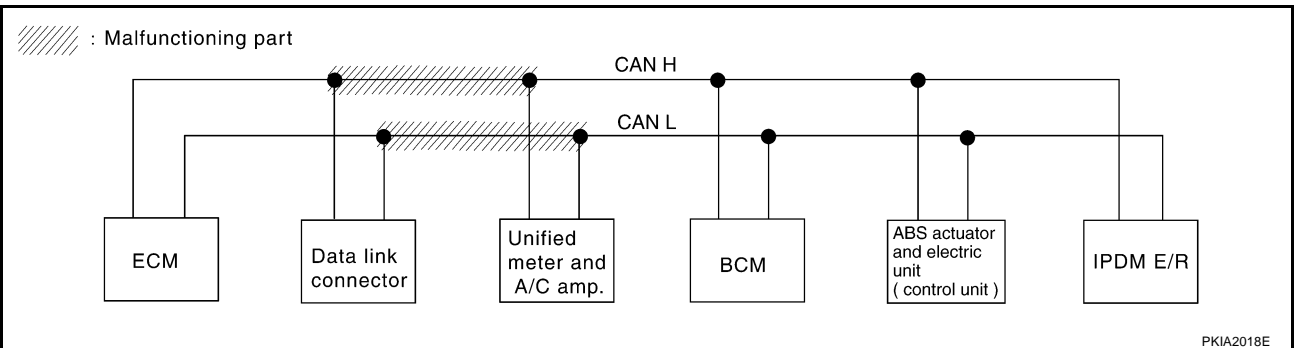 : Malfunctioning part
CAN H
CAN L
ECM
Data link
connector
Unified
meter and
A/C amp.
BCM
ABS actuator
and electric
unit
( control unit )
IPDM E/R
PKIA2018E